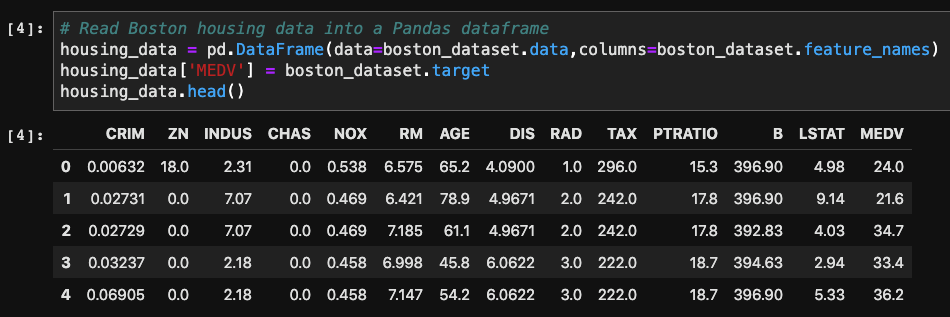 [4]: # Read Boston housing data into a Pandas dataframe
housing_data = pd.DataFrame(data=boston_dataset.data,columns=boston_dataset.feature_names)
housing_data['MEDV'] = boston_dataset.target
housing_data.head()
[4]: CRIM ZN INDUS CHAS NOX RM AGE DIS RAD TAX PTRATIO B LSTAT MEDV
0 0.00632 18.0 2.31 0.0 0.538 6.575 65.2 4.0900 1.0 296.0 15.3 396.90 4.98 24.0
1 0.02731 0.0 7.07 0.0 0.469 6.421 78.9 4.9671 2.0 242.0 17.8 396.90 9.14 21.6
2 0.02729 0.0 7.07 0.0 0.469 7.185 61.1 4.9671 2.0 242.0 17.8 392.83 4.03 34.7
3 0.03237 0.0 2.18 0.0 0.458 6.998 45.8 6.0622 3.0 222.0 18.7 394.63 2.94 33.4
4 0.06905 0.0 2.18 0.0 0.458 7.147 54.2 6.0622 3.0 222.0 18.7 396.90 5.33 36.2